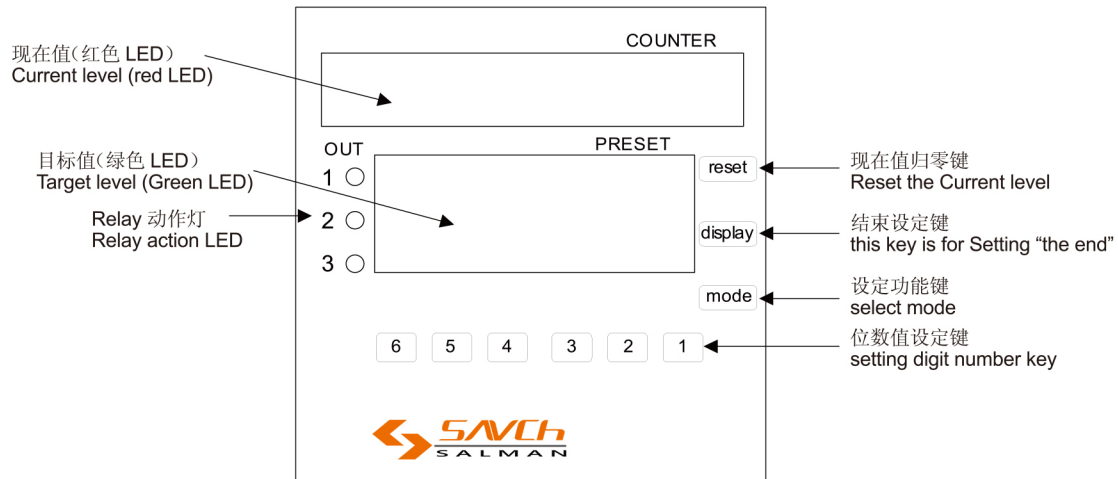 COUNTER
现在值(红色 LED)
Current level (red LED)
OUT
PRESET
目标值(绿色 LED)
Target level (Green LED)
1
reset
现在值归零键
Reset the Current level
Relay 动作灯
Relay action LED
2
display
结束设定键
this key is for Setting “the end”
3
mode
设定功能键
select mode
6 5 4 3 2 1
位数值设定键
setting digit number key
SAVCh
SALMAN